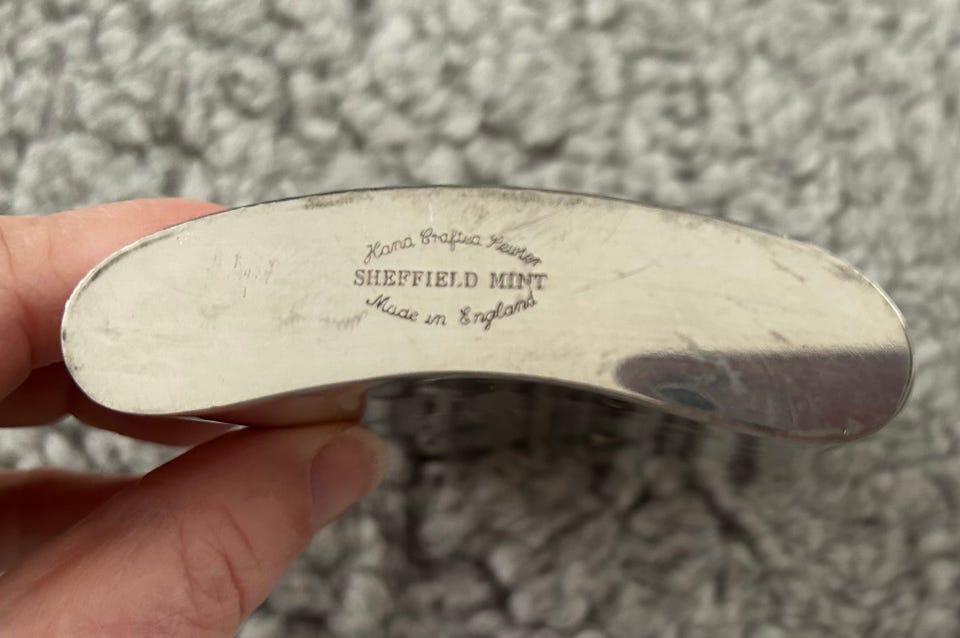 Hand Crafted Pewter
SHEFFIELD MINT
Made in England